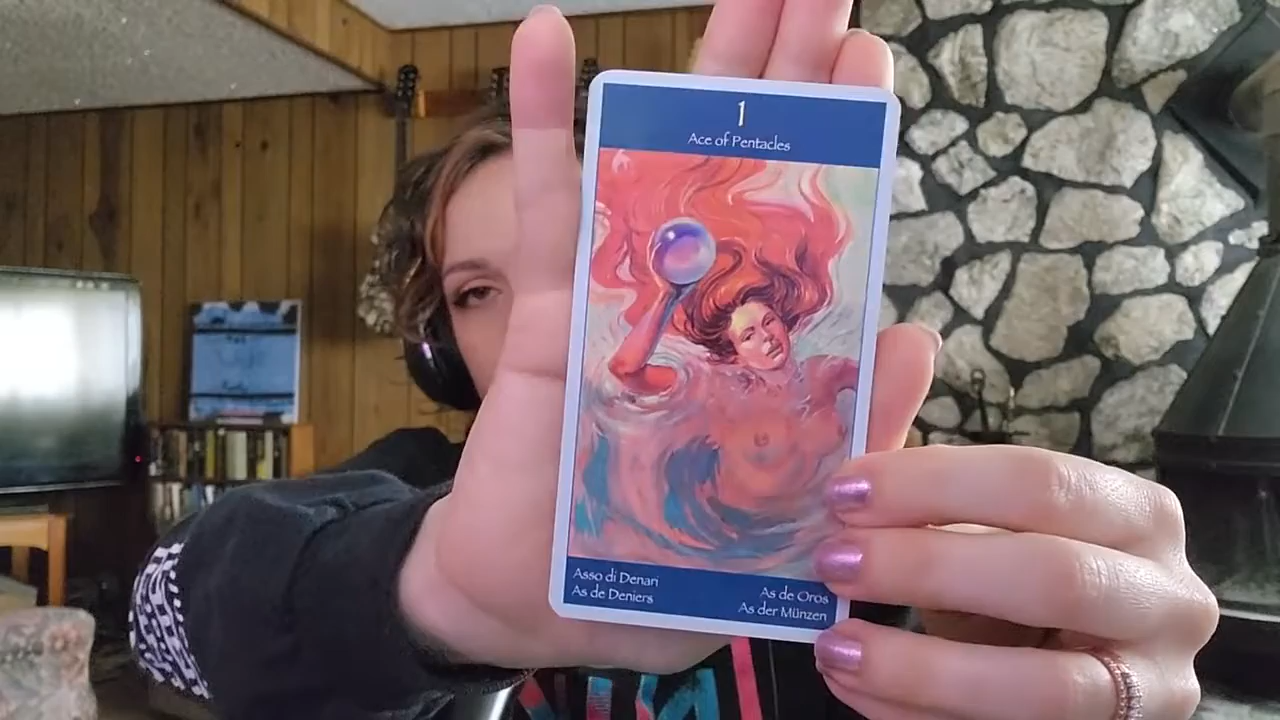 1
Ace of Pentacles
Asso di Denari
As de Deniers
As de Oros
As der Münzen